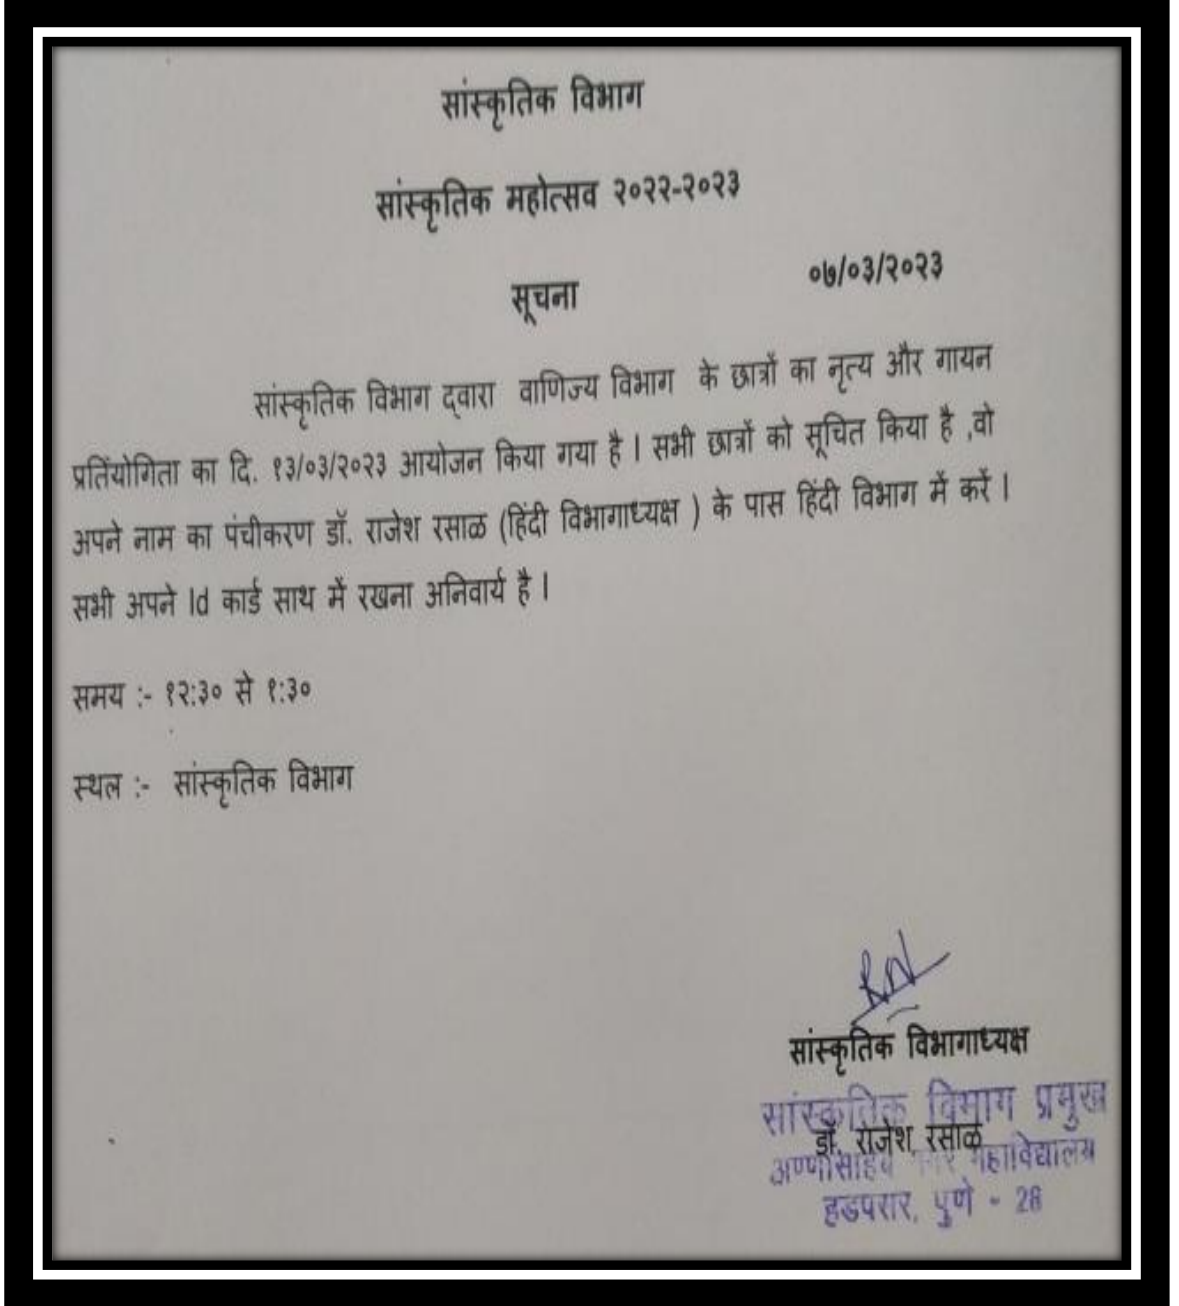 सांस्कृतिक विभाग
सांस्कृतिक महोत्सव २०२२-२०२३
०७/०३/२०२३
सूचना
सांस्कृतिक विभाग द्वारा वाणिज्य विभाग के छात्रों का नृत्य और गायन
प्रतियोगिता का दि. १३/०३/२०२३ आयोजन किया गया है । सभी छात्रों को सूचित किया है ,वो
अपने नाम का पंचीकरण डॉ. राजेश रसाळ (हिंदी विभागाध्यक्ष ) के पास हिंदी विभाग में करें ।
सभी अपने Id कार्ड साथ में रखना अनिवार्य है ।
समय :- १२:३० से १:३०
स्थल :- सांस्कृतिक विभाग
सांस्कृतिक विभागाध्यक्ष
सांस्कृतिक विभाग प्रमुख
डॉ. राजेश रसाळ
अण्णासाहेब महाविद्यालय
हडपसर, पुणे - 28